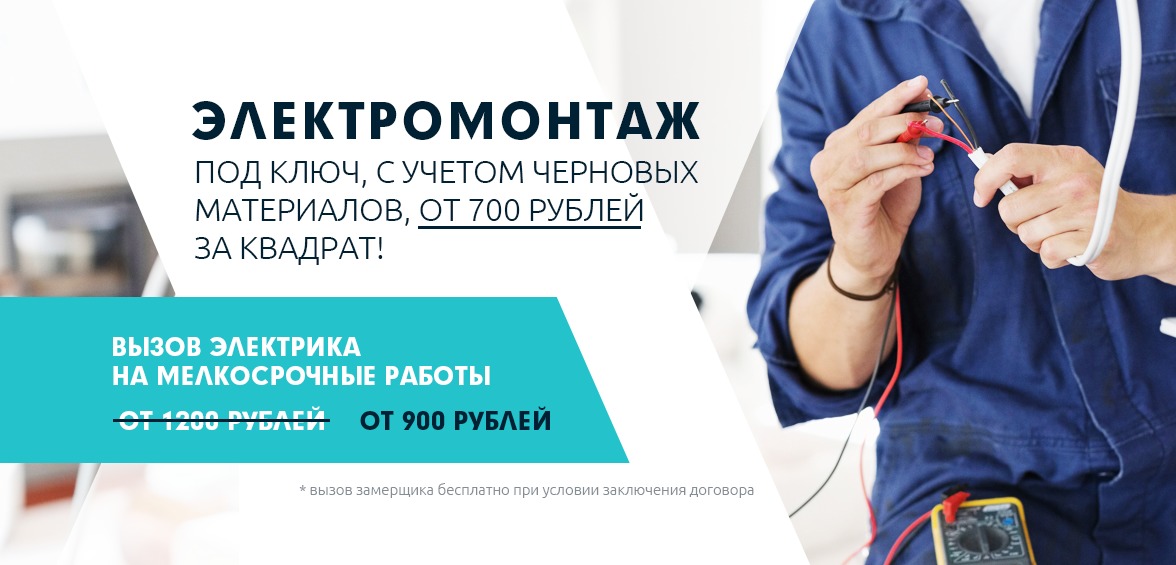 ЭЛЕКТРОМОНТАЖ
ПОД КЛЮЧ, С УЧЕТОМ ЧЕРНОВЫХ
МАТЕРИАЛОВ, ОТ 700 РУБЛЕЙ
ЗА КВАДРАТ!
ВЫЗОВ ЭЛЕКТРИКА
НА МЕЛКОСРОЧНЫЕ РАБОТЫ
ОТ 1200 РУБЛЕЙ ОТ 900 РУБЛЕЙ
* вызов замерщика бесплатно при условии заключения договора